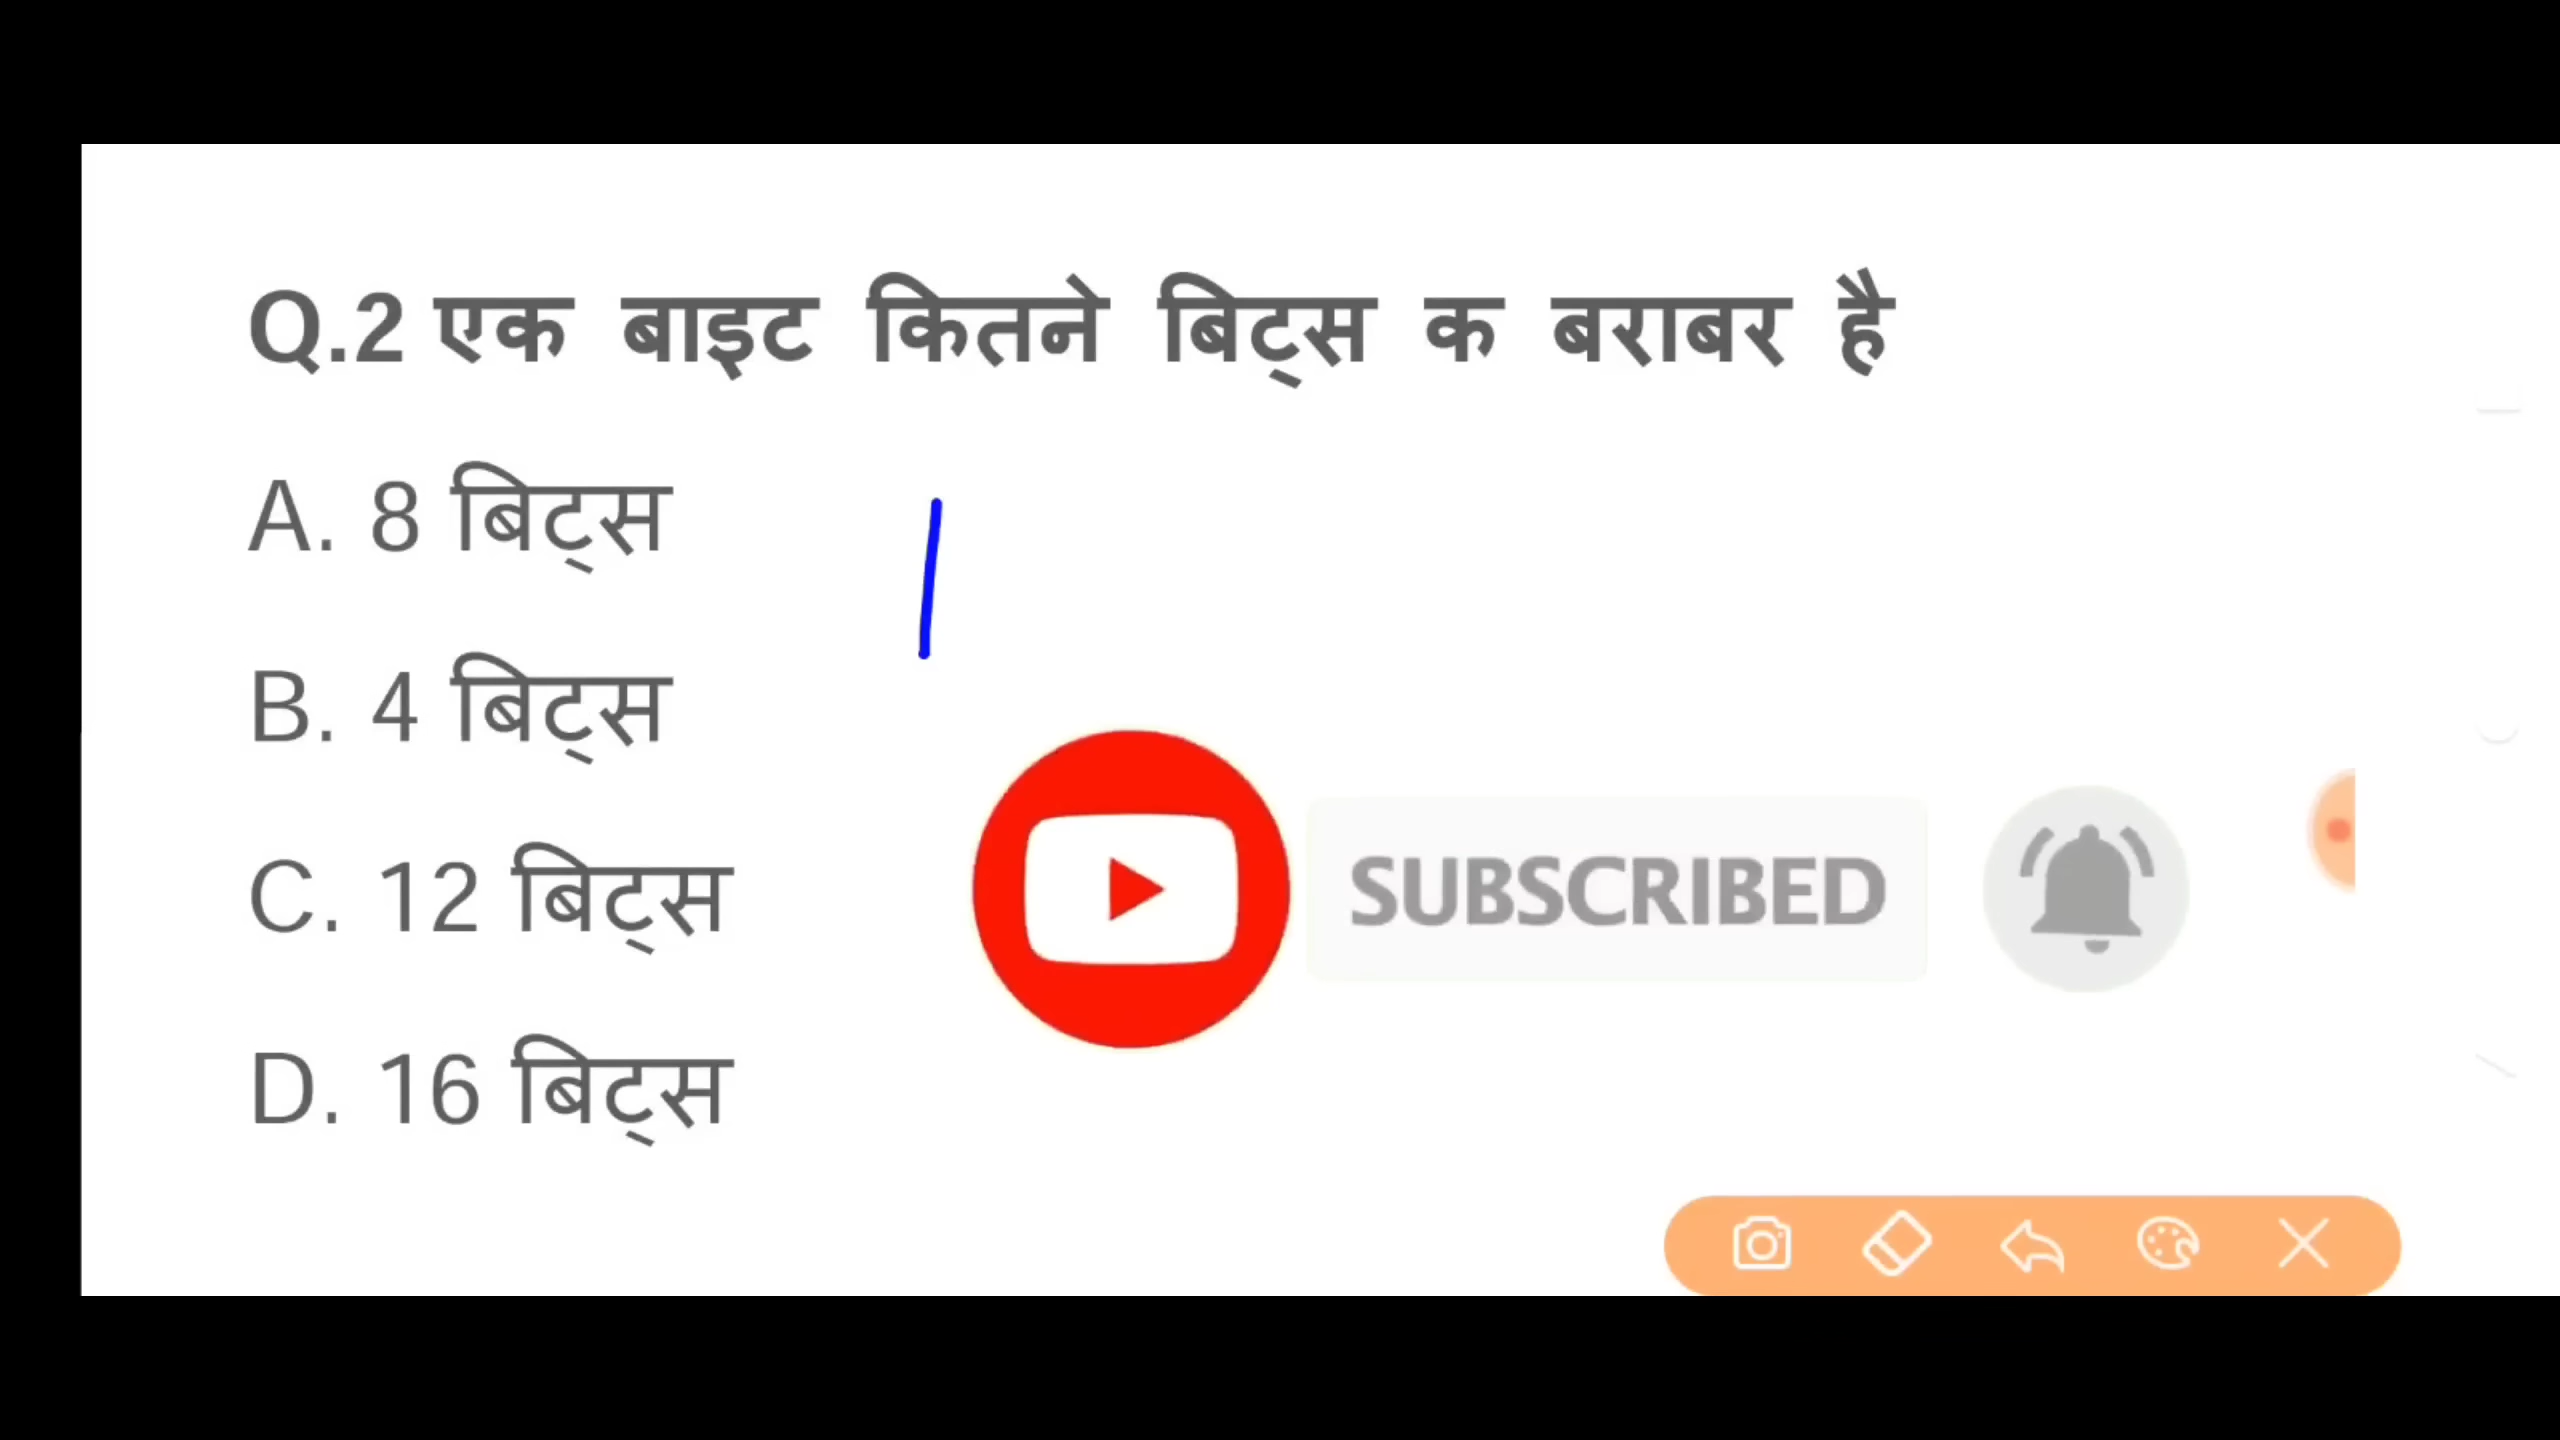 Q.2 एक बाइट कितने बिट्स क बराबर है
A. 8 बिट्स
B. 4 बिट्स
C. 12 बिट्स
D. 16 बिट्स
SUBSCRIBED